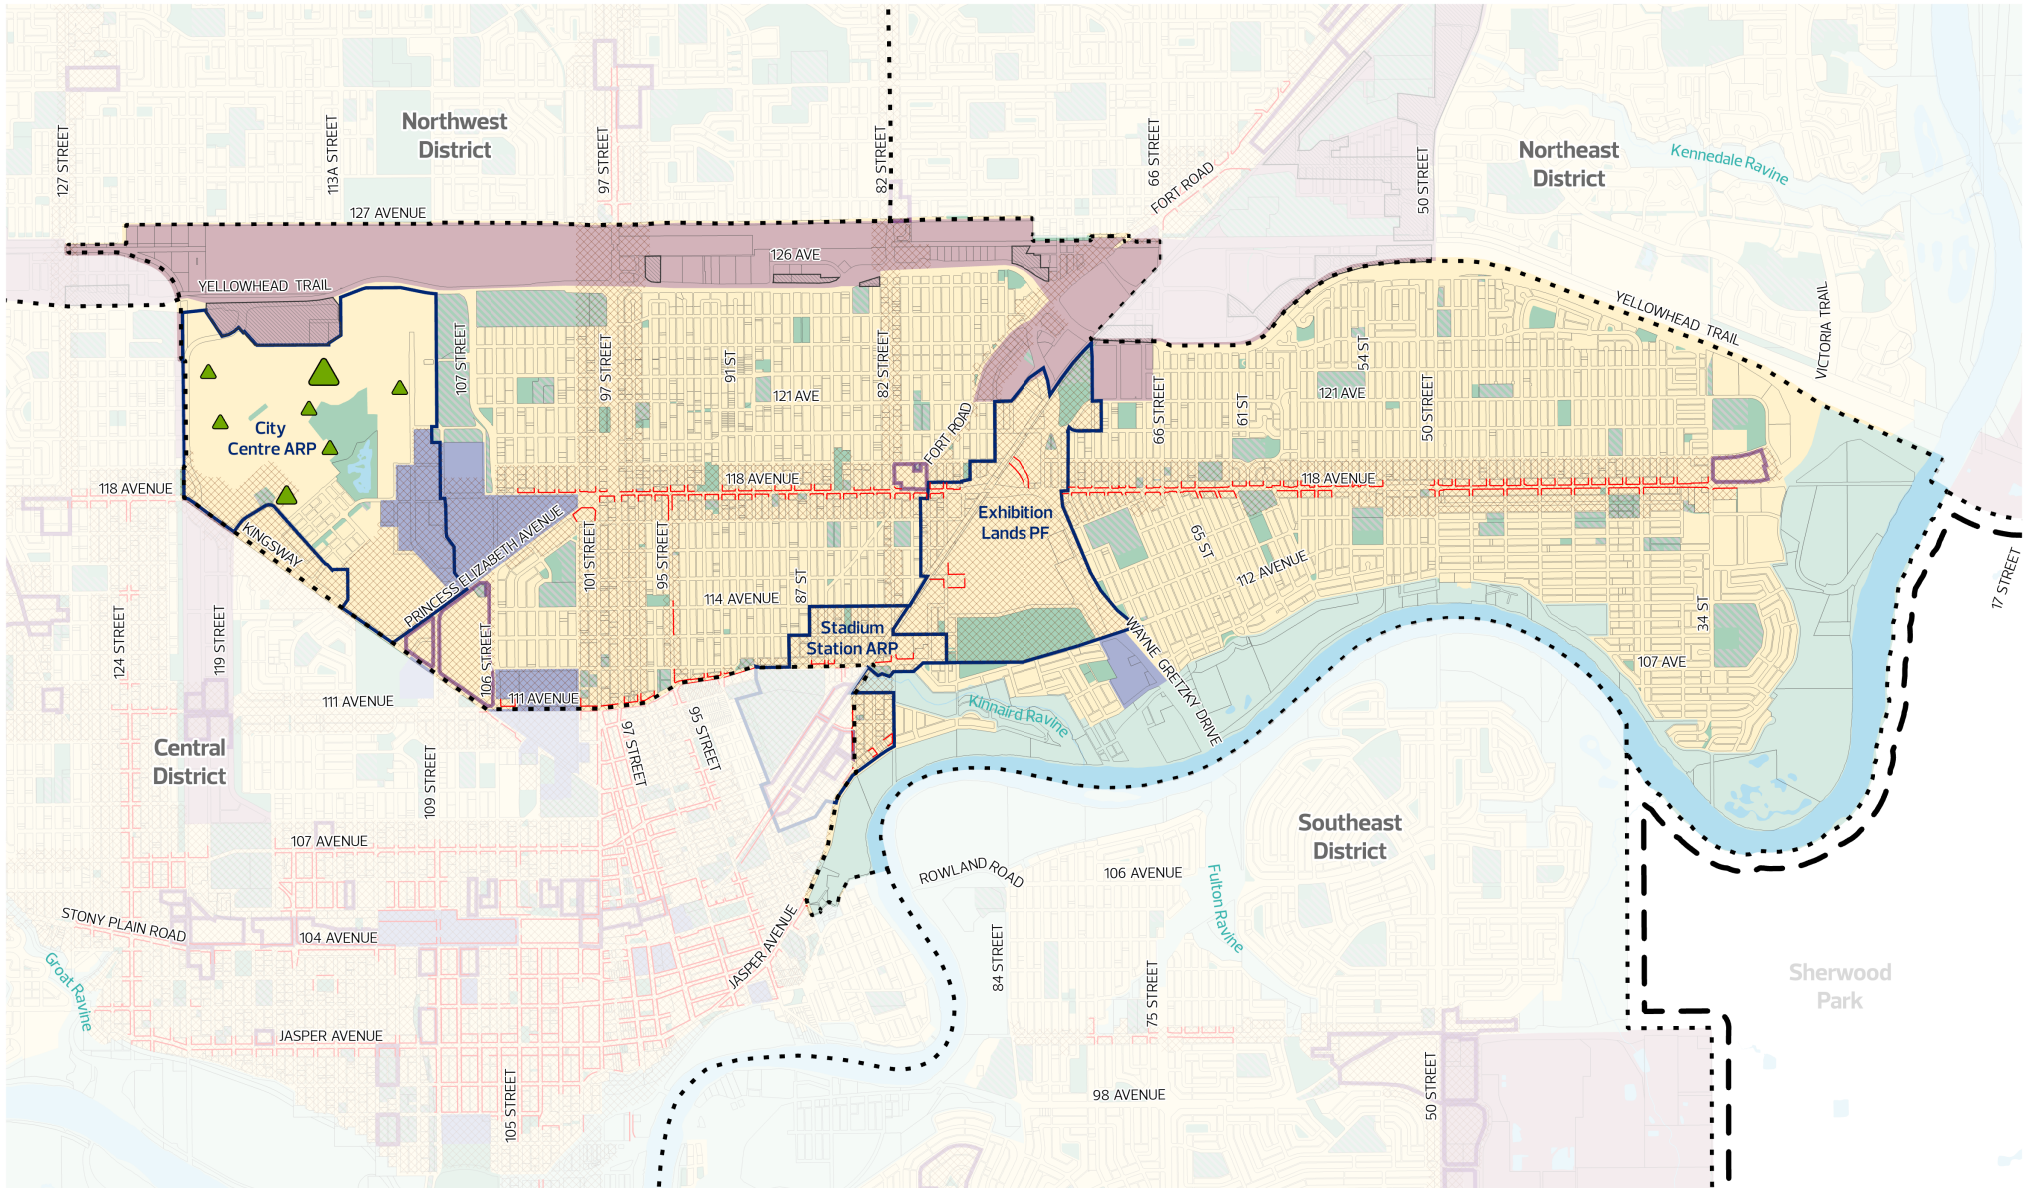 Northwest
District
Northeast
District
Kennedale Ravine
127 STREET
113A STREET
97 STREET
82 STREET
66 STREET
FORT ROAD
50 STREET
127 AVENUE
126 AVE
YELLOWHEAD TRAIL
YELLOWHEAD TRAIL
VICTORIA TRAIL
107 STREET
97 STREET
91 ST
82 STREET
121 AVE
FORT ROAD
66 STREET
61 ST
54 ST
121 AVE
50 STREET
City
Centre ARP
118 AVENUE
118 AVENUE
118 AVENUE
Exhibition
Lands PF
KINGSWAY
PRINCESS ELIZABETH AVENUE
101 STREET
95 STREET
87 ST
114 AVENUE
65 ST
112 AVENUE
17 STREET
124 STREET
119 STREET
106 STREET
Stadium
Station ARP
WAYNE GRETZKY DRIVE
34 ST
107 AVE
111 AVENUE
111 AVENUE
Kinnaird Ravine
Central
District
109 STREET
97 STREET
95 STREET
107 AVENUE
Southeast
District
ROWLAND ROAD
106 AVENUE
Fulton Ravine
STONY PLAIN ROAD
104 AVENUE
JASPER AVENUE
84 STREET
75 STREET
Sherwood
Park
Groat Ravine
JASPER AVENUE
105 STREET
98 AVENUE
50 STREET